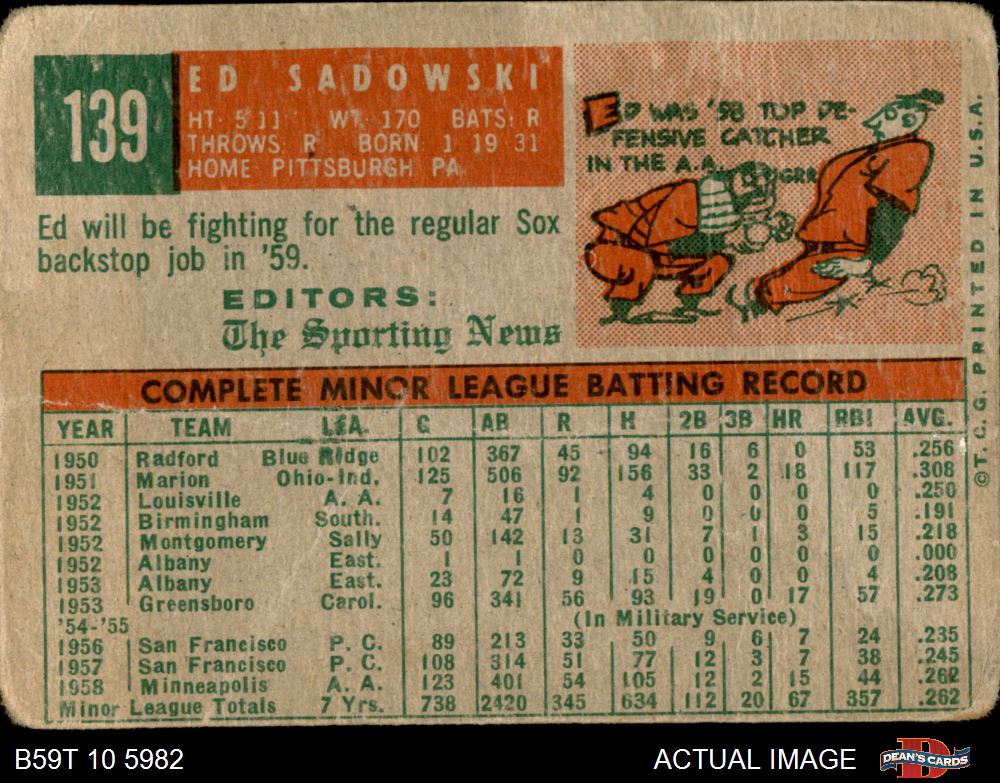 139
ED SADOWSKI
HT. 5'11" WT. 170 BATS: R
THROWS: R BORN: 1 19 31
HOME PITTSBURGH PA.
Ed will be fighting for the regular Sox
backstop job in '59.
EDITORS:
The Sporting News
ED WAS '58 TOP DE-
FENSIVE CATCHER
IN THE A.A.
GRR
©T.C.G. PRINTED IN U.S.A.
COMPLETE MINOR LEAGUE BATTING RECORD
YEAR TEAM LEA. G AB R H 2B 3B HR RBI AVG.
1950 Radford Blue Ridge 102 367 45 94 16 6 0 53 .256
1951 Marion Ohio-Ind. 125 506 92 156 33 2 18 117 .308
1952 Louisville A. A. 7 16 1 4 0 0 0 0 .250
1952 Birmingham South. 14 47 1 9 0 0 0 5 .191
1952 Montgomery Sally 50 142 13 31 7 1 3 15 .218
1952 Albany East. 1 1 0 0 0 0 0 0 .000
1953 Albany East. 23 72 9 15 4 0 0 4 .208
1953 Greensboro Carol. 96 341 56 93 19 0 17 57 .273
'54-'55 (In Military Service)
1956 San Francisco P. C. 89 213 33 50 9 6 7 24 .235
1957 San Francisco P. C. 108 314 51 77 12 3 7 38 .245
1958 Minneapolis A. A. 123 401 54 105 12 2 15 44 .262
Minor League Totals 7 Yrs. 738 2420 345 634 112 20 67 357 .262
B59T 10 5982
ACTUAL IMAGE
DEAN'S CARDS